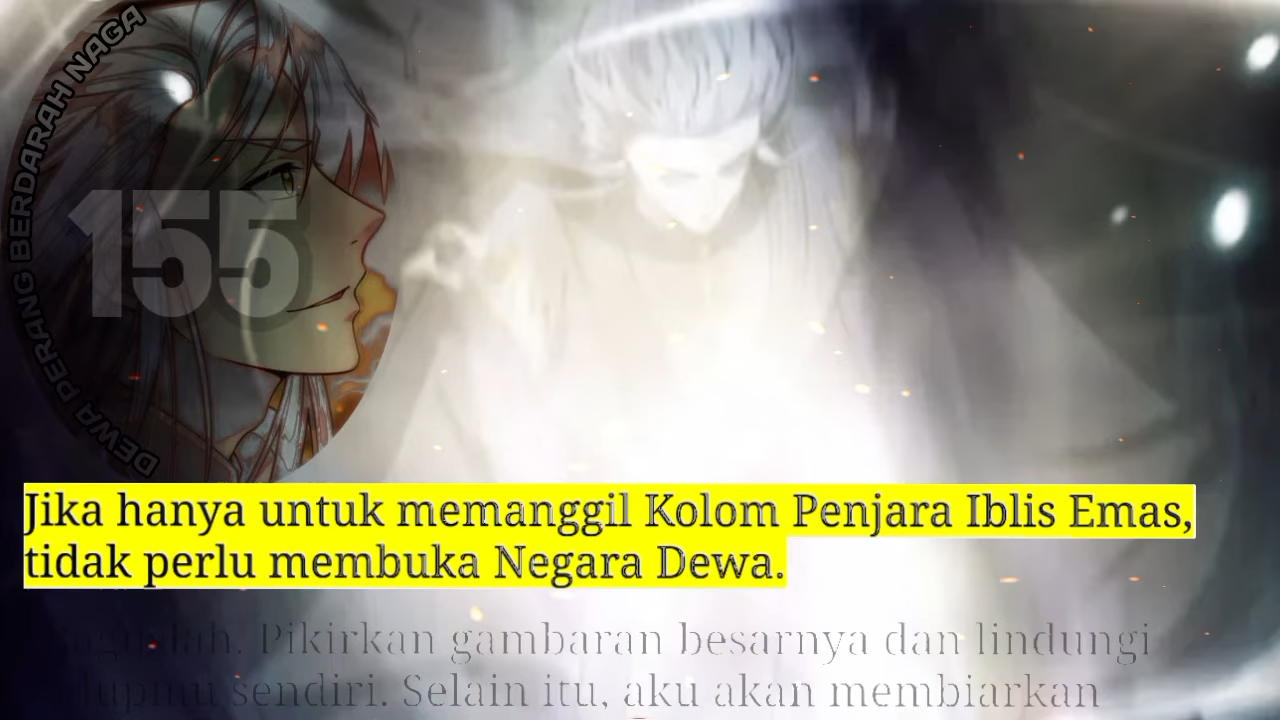 DEWA PERANG BERDARAH NAGA
155
Jika hanya untuk memanggil Kolom Penjara Iblis Emas,
tidak perlu membuka Negara Dewa.
Pikirkan gambaran besarnya dan lindungi
sendiri. Selain itu, aku akan membiarkan